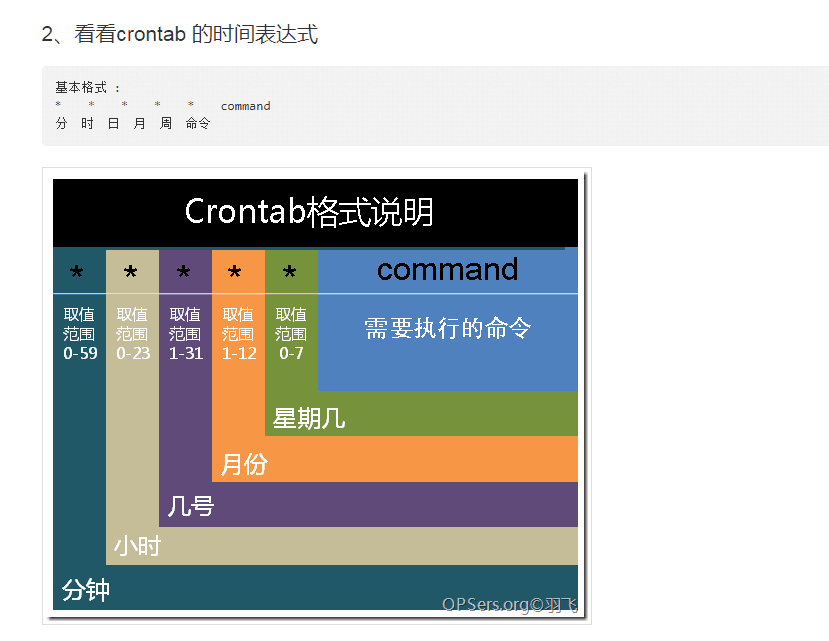 2、看看crontab 的时间表达式
基本格式 :
* * * * * command
分 时 日 月 周 命令
Crontab格式说明
* * * * * command
取值 取值 取值 取值 取值
范围 范围 范围 范围 范围
0-59 0-23 1-31 1-12 0-7
需要执行的命令
星期几
月份
几号
小时
分钟
OPSers.org©羽飞